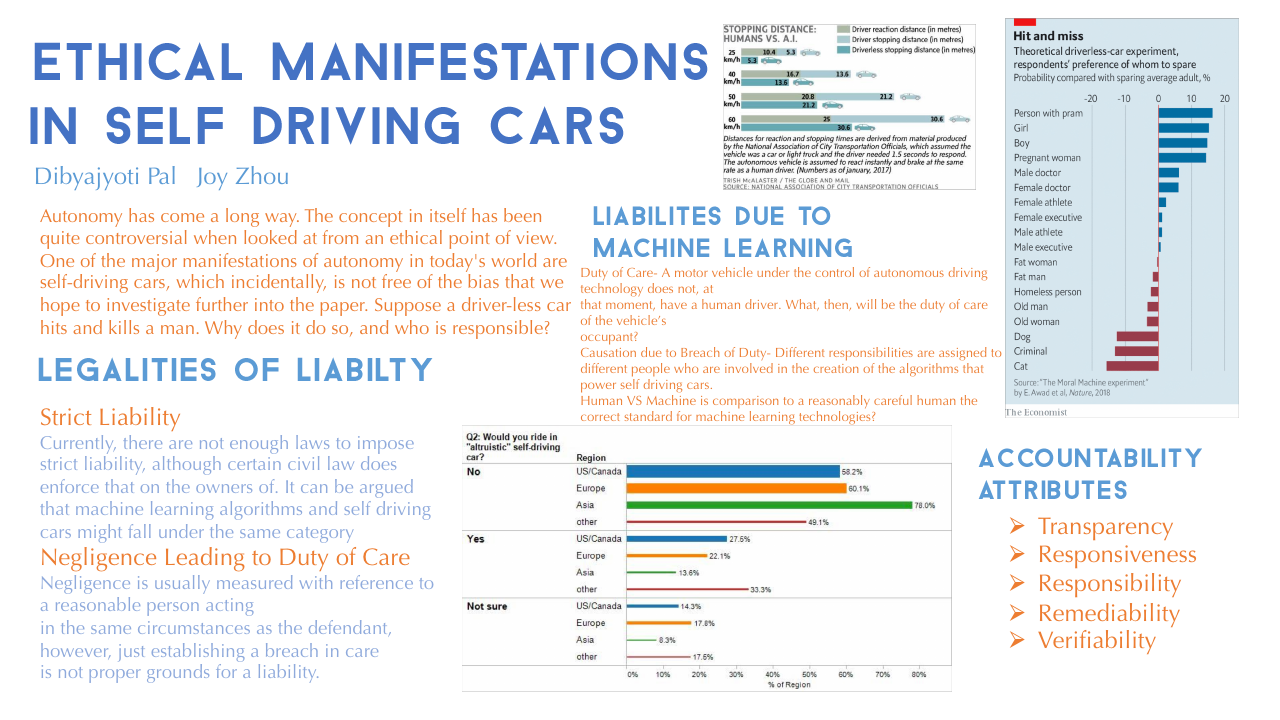 ETHICAL MANIFESTATIONS
IN SELF DRIVING CARS
Dibyajyoti Pal   Joy Zhou
Autonomy has come a long way. The concept in itself has been
quite controversial when looked at from an ethical point of view.
One of the major manifestations of autonomy in today's world are
self-driving cars, which incidentally, is not free of the bias that we
hope to investigate further into the paper. Suppose a driver-less car
hits and kills a man. Why does it do so, and who is responsible?
LEGALITIES OF LIABILTY
Strict Liability
Currently, there are not enough laws to impose
strict liability, although certain civil law does
enforce that on the owners of. It can be argued
that machine learning algorithms and self driving
cars might fall under the same category
Negligence Leading to Duty of Care
Negligence is usually measured with reference to
a reasonable person acting
in the same circumstances as the defendant,
however, just establishing a breach in care
is not proper grounds for a liability.
STOPPING DISTANCE:
HUMANS VS. A.I.
Driver reaction distance (in metres)
Driver stopping distance (in metres)
Driverless stopping distance (in metres)
25 km/h 10.4 5.3
5.3
40 km/h 16.7 13.6
13.6
50 km/h 20.8 21.2
21.2
60 km/h 25 30.6
30.6
Distances for reaction and stopping times are derived from material produced
by the National Association of City Transportation Officials, which assumed the
vehicle was a car or light truck and the driver needed 1.5 seconds to respond.
The autonomous vehicle is assumed to react instantly and brake at the same
rate as a human driver. (Numbers as of January, 2017)
TRISH McALASTER / THE GLOBE AND MAIL
SOURCE: NATIONAL ASSOCIATION OF CITY TRANSPORTATION OFFICIALS
LIABILITES DUE TO
MACHINE LEARNING
Duty of Care- A motor vehicle under the control of autonomous driving
technology does not, at
that moment, have a human driver. What, then, will be the duty of care
of the vehicle's
occupant?
Causation due to Breach of Duty- Different responsibilities are assigned to
different people who are involved in the creation of the algorithms that
power self driving cars.
Human VS Machine is comparison to a reasonably careful human the
correct standard for machine learning technologies?
Q2: Would you ride in
"altruistic" self-driving
car?
Region
No
US/Canada 58.2%
Europe 60.1%
Asia 78.0%
other 49.1%
Yes
US/Canada 27.5%
Europe 22.1%
Asia 13.6%
other 33.3%
Not sure
US/Canada 14.3%
Europe 17.8%
Asia 8.3%
other 17.5%
0% 10% 20% 30% 40% 50% 60% 70% 80%
% of Region
Hit and miss
Theoretical driverless-car experiment,
respondents' preference of whom to spare
Probability compared with sparing average adult, %
-20 -10 0 10 20
Person with pram
Girl
Boy
Pregnant woman
Male doctor
Female doctor
Female athlete
Female executive
Male athlete
Male executive
Fat woman
Fat man
Homeless person
Old man
Old woman
Dog
Criminal
Cat
Source: "The Moral Machine experiment"
by E. Awad et al, Nature, 2018
The Economist
ACCOUNTABILITY
ATTRIBUTES
➢ Transparency
➢ Responsiveness
➢ Responsibility
➢ Remediability
➢ Verifiability